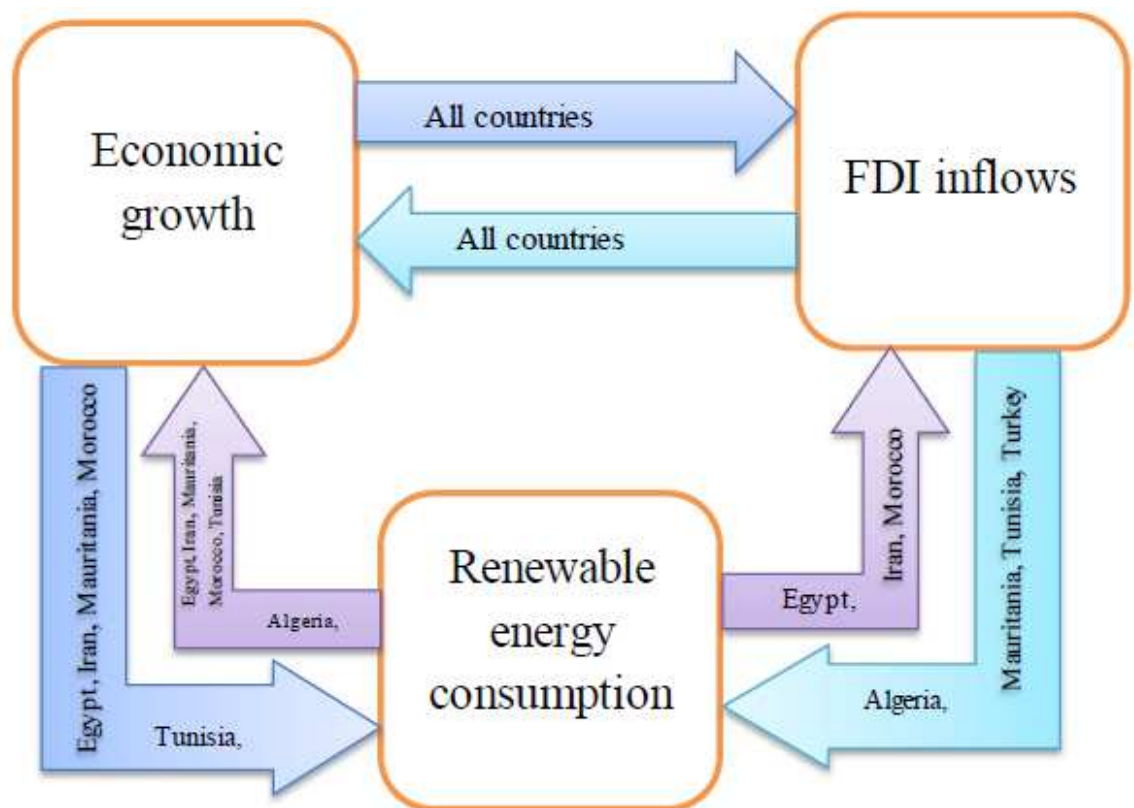 Economic
growth
All countries
FDI inflows
All countries
Egypt, Iran, Mauritania, Morocco
Tunisia,
Egypt, Iran, Mauritania,
Morocco, Tunisia
Algeria,
Renewable
energy
consumption
Egypt,
Iran, Morocco
Mauritania, Tunisia, Turkey
Algeria,